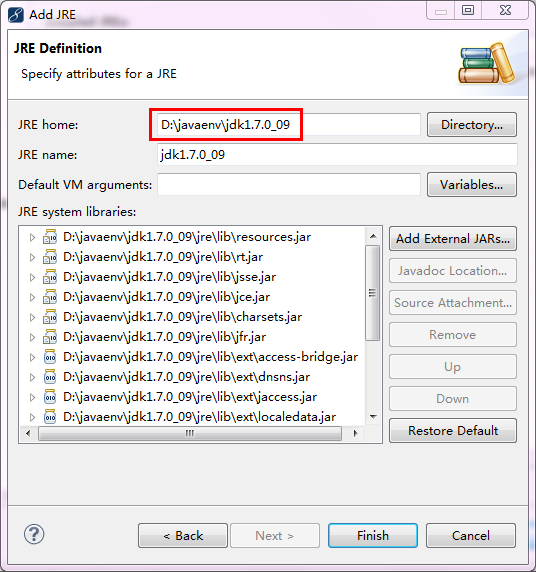 Add JRE
JRE Definition
Specify attributes for a JRE
JRE home:
D:\javaenv\jdk1.7.0_09
Directory...
JRE name:
jdk1.7.0_09
Default VM arguments:
Variables...
JRE system libraries:
D:\javaenv\jdk1.7.0_09\jre\lib\resources.jar
D:\javaenv\jdk1.7.0_09\jre\lib\rt.jar
D:\javaenv\jdk1.7.0_09\jre\lib\jsse.jar
D:\javaenv\jdk1.7.0_09\jre\lib\jce.jar
D:\javaenv\jdk1.7.0_09\jre\lib\charsets.jar
D:\javaenv\jdk1.7.0_09\jre\lib\jfr.jar
D:\javaenv\jdk1.7.0_09\jre\lib\ext\access-bridge.jar
D:\javaenv\jdk1.7.0_09\jre\lib\ext\dnsns.jar
D:\javaenv\jdk1.7.0_09\jre\lib\ext\jaccess.jar
D:\javaenv\jdk1.7.0_09\jre\lib\ext\localedata.jar
Add External JARs...
Javadoc Location...
Source Attachment...
Remove
Up
Down
Restore Default
?
< Back
Next >
Finish
Cancel